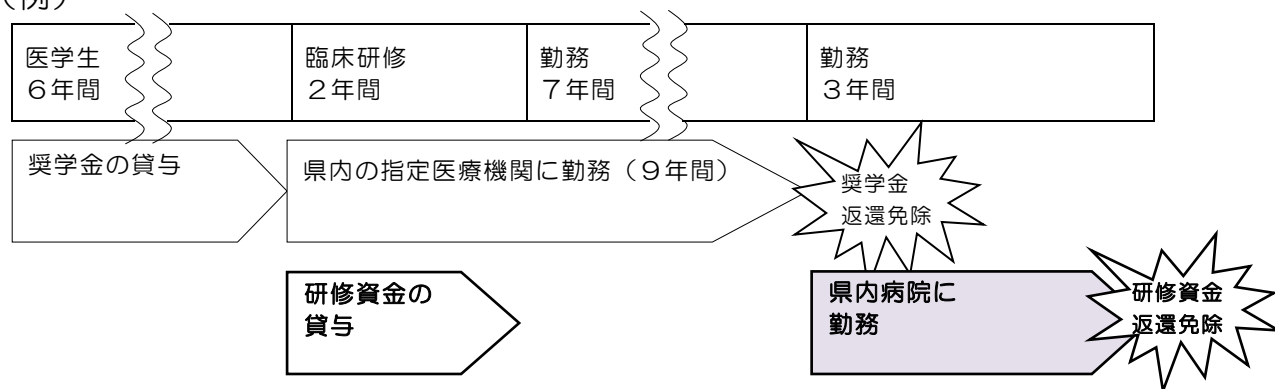 （例）
医学生
６年間
臨床研修
２年間
勤務
７年間
勤務
３年間
奨学金の貸与
県内の指定医療機関に勤務（９年間）
奨学金
返還免除
研修資金の
貸与
県内病院に
勤務
研修資金
返還免除